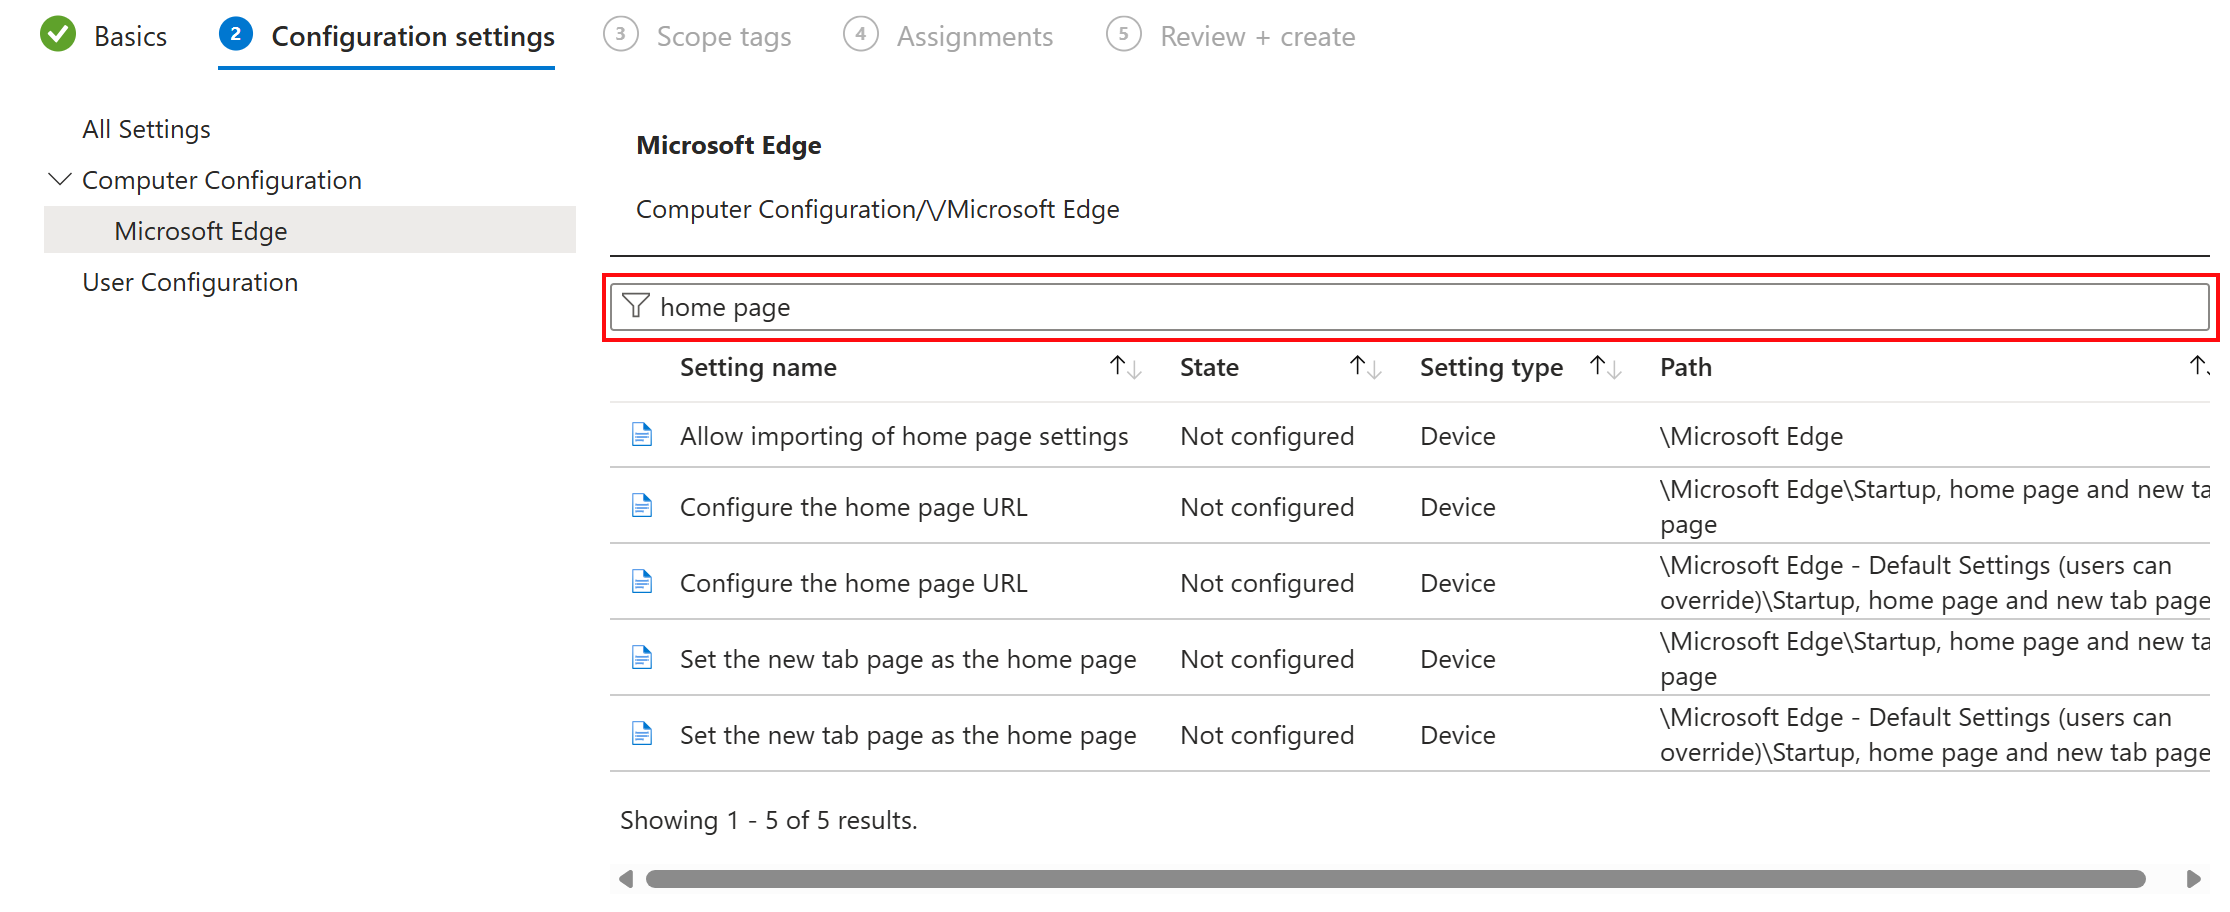 Basics
2 Configuration settings
3 Scope tags
4 Assignments
5 Review + create
All Settings
Computer Configuration
Microsoft Edge
User Configuration
Microsoft Edge
Computer Configuration/\/Microsoft Edge
home page
Setting name State Setting type Path
Allow importing of home page settings Not configured Device \Microsoft Edge
Configure the home page URL Not configured Device \Microsoft Edge\Startup, home page and new ta
page
Configure the home page URL Not configured Device \Microsoft Edge - Default Settings (users can
override)\Startup, home page and new tab page
Set the new tab page as the home page Not configured Device \Microsoft Edge\Startup, home page and new ta
page
Set the new tab page as the home page Not configured Device \Microsoft Edge - Default Settings (users can
override)\Startup, home page and new tab page
Showing 1 - 5 of 5 results.